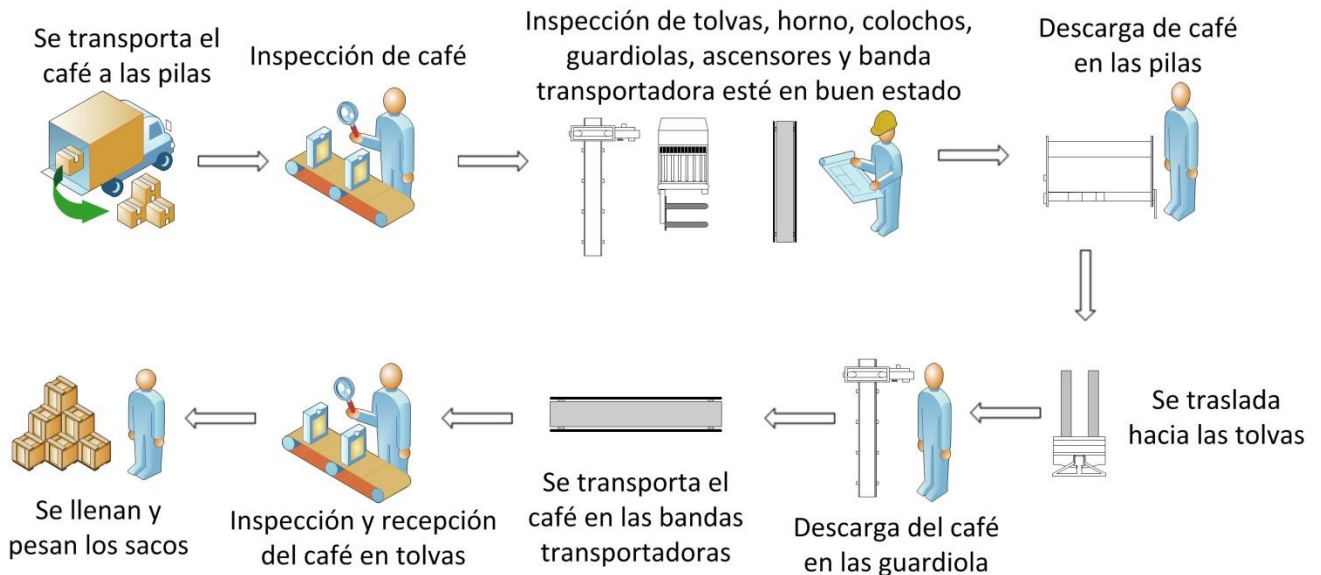 Se transporta el
café a las pilas
Inspección de café
Inspección de tolvas, horno, colochos,
guardiolas, ascensores y banda
transportadora esté en buen estado
Descarga de café
en las pilas
Se traslada
hacia las tolvas
Descarga del café
en las guardiola
Se transporta el
café en las bandas
transportadoras
Inspección y recepción
del café en tolvas
Se llenan y
pesan los sacos